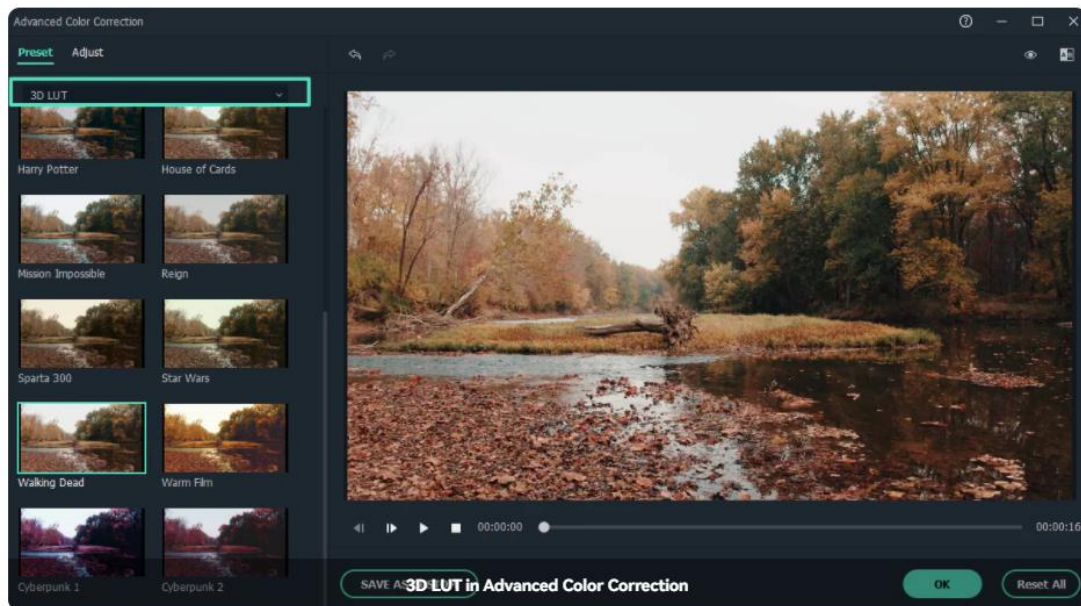 Advanced Color Correction
Preset Adjust
3D LUT
Harry Potter House of Cards
Mission Impossible Reign
Sparta 300 Star Wars
Walking Dead Warm Film
Cyberpunk 1 Cyberpunk 2
00:00:00 00:00:16
SAVE AS
3D LUT in Advanced Color Correction
OK Reset All